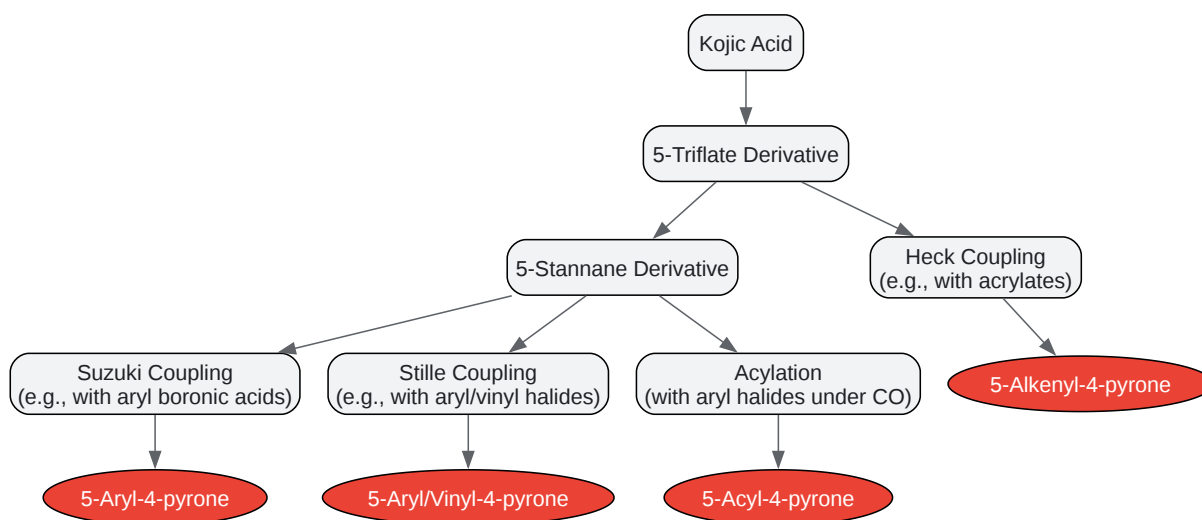 Kojic Acid
5-Triflate Derivative
5-Stannane Derivative
Heck Coupling
(e.g., with acrylates)
Suzuki Coupling
(e.g., with aryl boronic acids)
Stille Coupling
(e.g., with aryl/vinyl halides)
Acylation
(with aryl halides under CO)
5-Alkenyl-4-pyrone
5-Aryl-4-pyrone
5-Aryl/Vinyl-4-pyrone
5-Acyl-4-pyrone